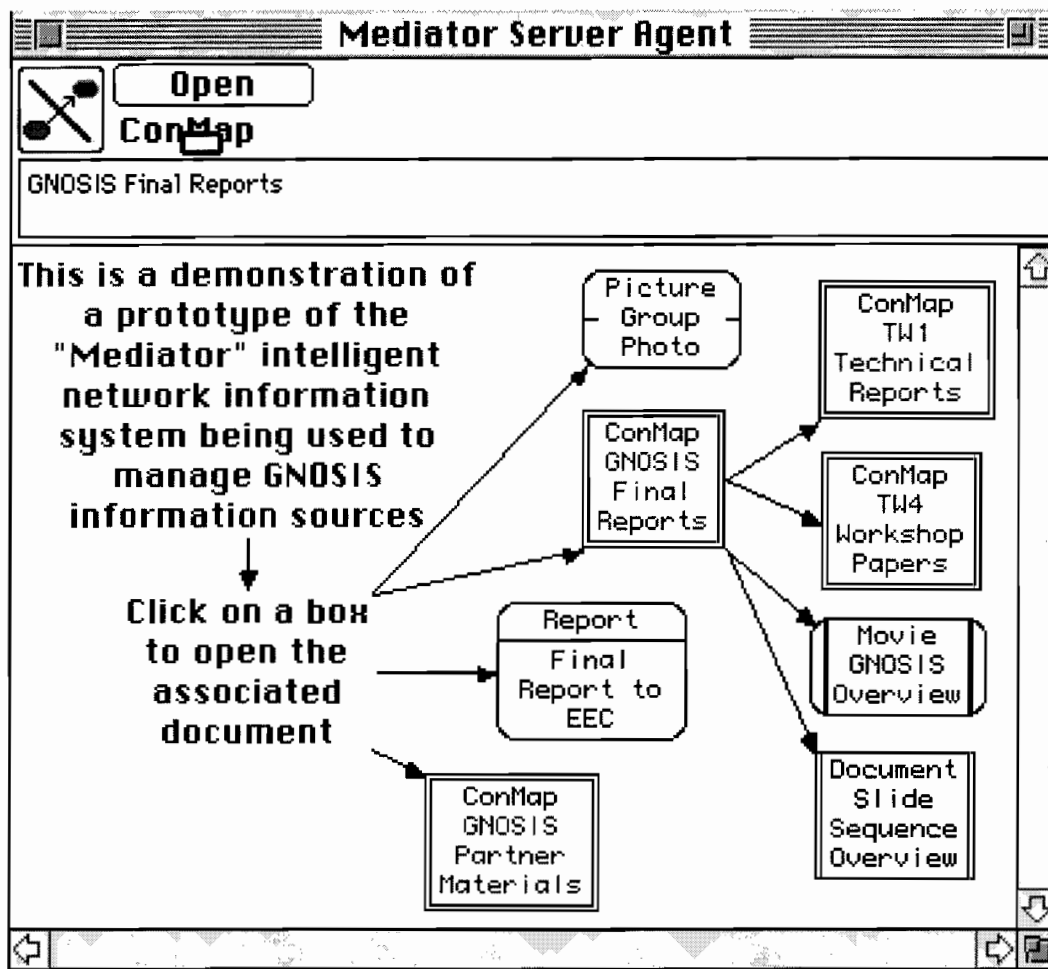 Mediator Server Agent
Open
ConMap
GNOSIS Final Reports
This is a demonstration of
a prototype of the
"Mediator" intelligent
network information
system being used to
manage GNOSIS
information sources
Click on a box
to open the
associated
document
Picture
Group
Photo
ConMap
GNOSIS
Final
Reports
Report
Final
Report to
EEC
ConMap
GNOSIS
Partner
Materials
ConMap
TW1
Technical
Reports
ConMap
TW4
Workshop
Papers
Movie
GNOSIS
Overview
Document
Slide
Sequence
Overview